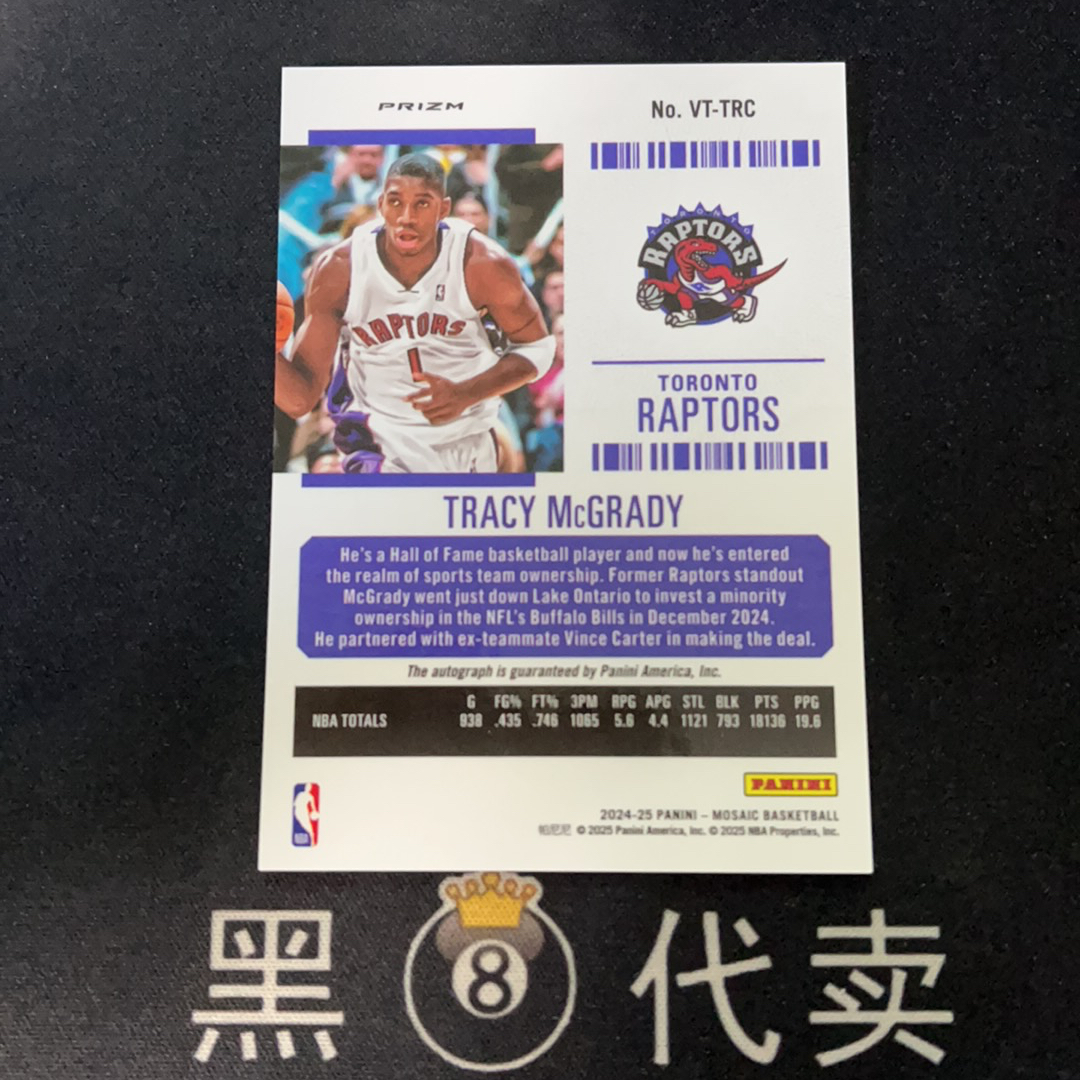 PRIZM
No. VT-TRC
TORONTO
RAPTORS
RAPTORS
1
TORONTO
RAPTORS
TRACY McGRADY
He's a Hall of Fame basketball player and now he's entered
the realm of sports team ownership. Former Raptors standout
McGrady went just down Lake Ontario to invest a minority
ownership in the NFL's Buffalo Bills in December 2024.
He partnered with ex-teammate Vince Carter in making the deal.
The autograph is guaranteed by Panini America, Inc.
G FG% FT% 3PM RPG APG STL BLK PTS PPG
NBA TOTALS 938 .435 .746 1065 5.6 4.4 1121 793 18136 19.6
PANINI
2024-25 PANINI – MOSAIC BASKETBALL
帕尼尼 © 2025 Panini America, Inc. © 2025 NBA Properties, Inc.
NBA
黑8代卖